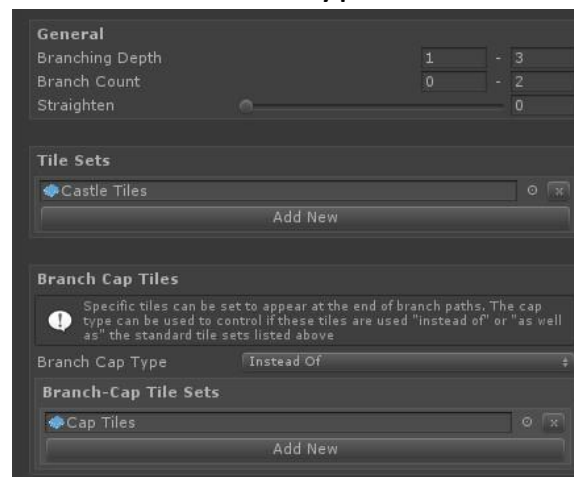 General
Branching Depth 1 - 3
Branch Count 0 - 2
Straighten 0
Tile Sets
Castle Tiles
Add New
Branch Cap Tiles
Specific tiles can be set to appear at the end of branch paths. The cap
type can be used to control if these tiles are used "instead of" or "as well
as" the standard tile sets listed above
Branch Cap Type Instead Of
Branch-Cap Tile Sets
Cap Tiles
Add New